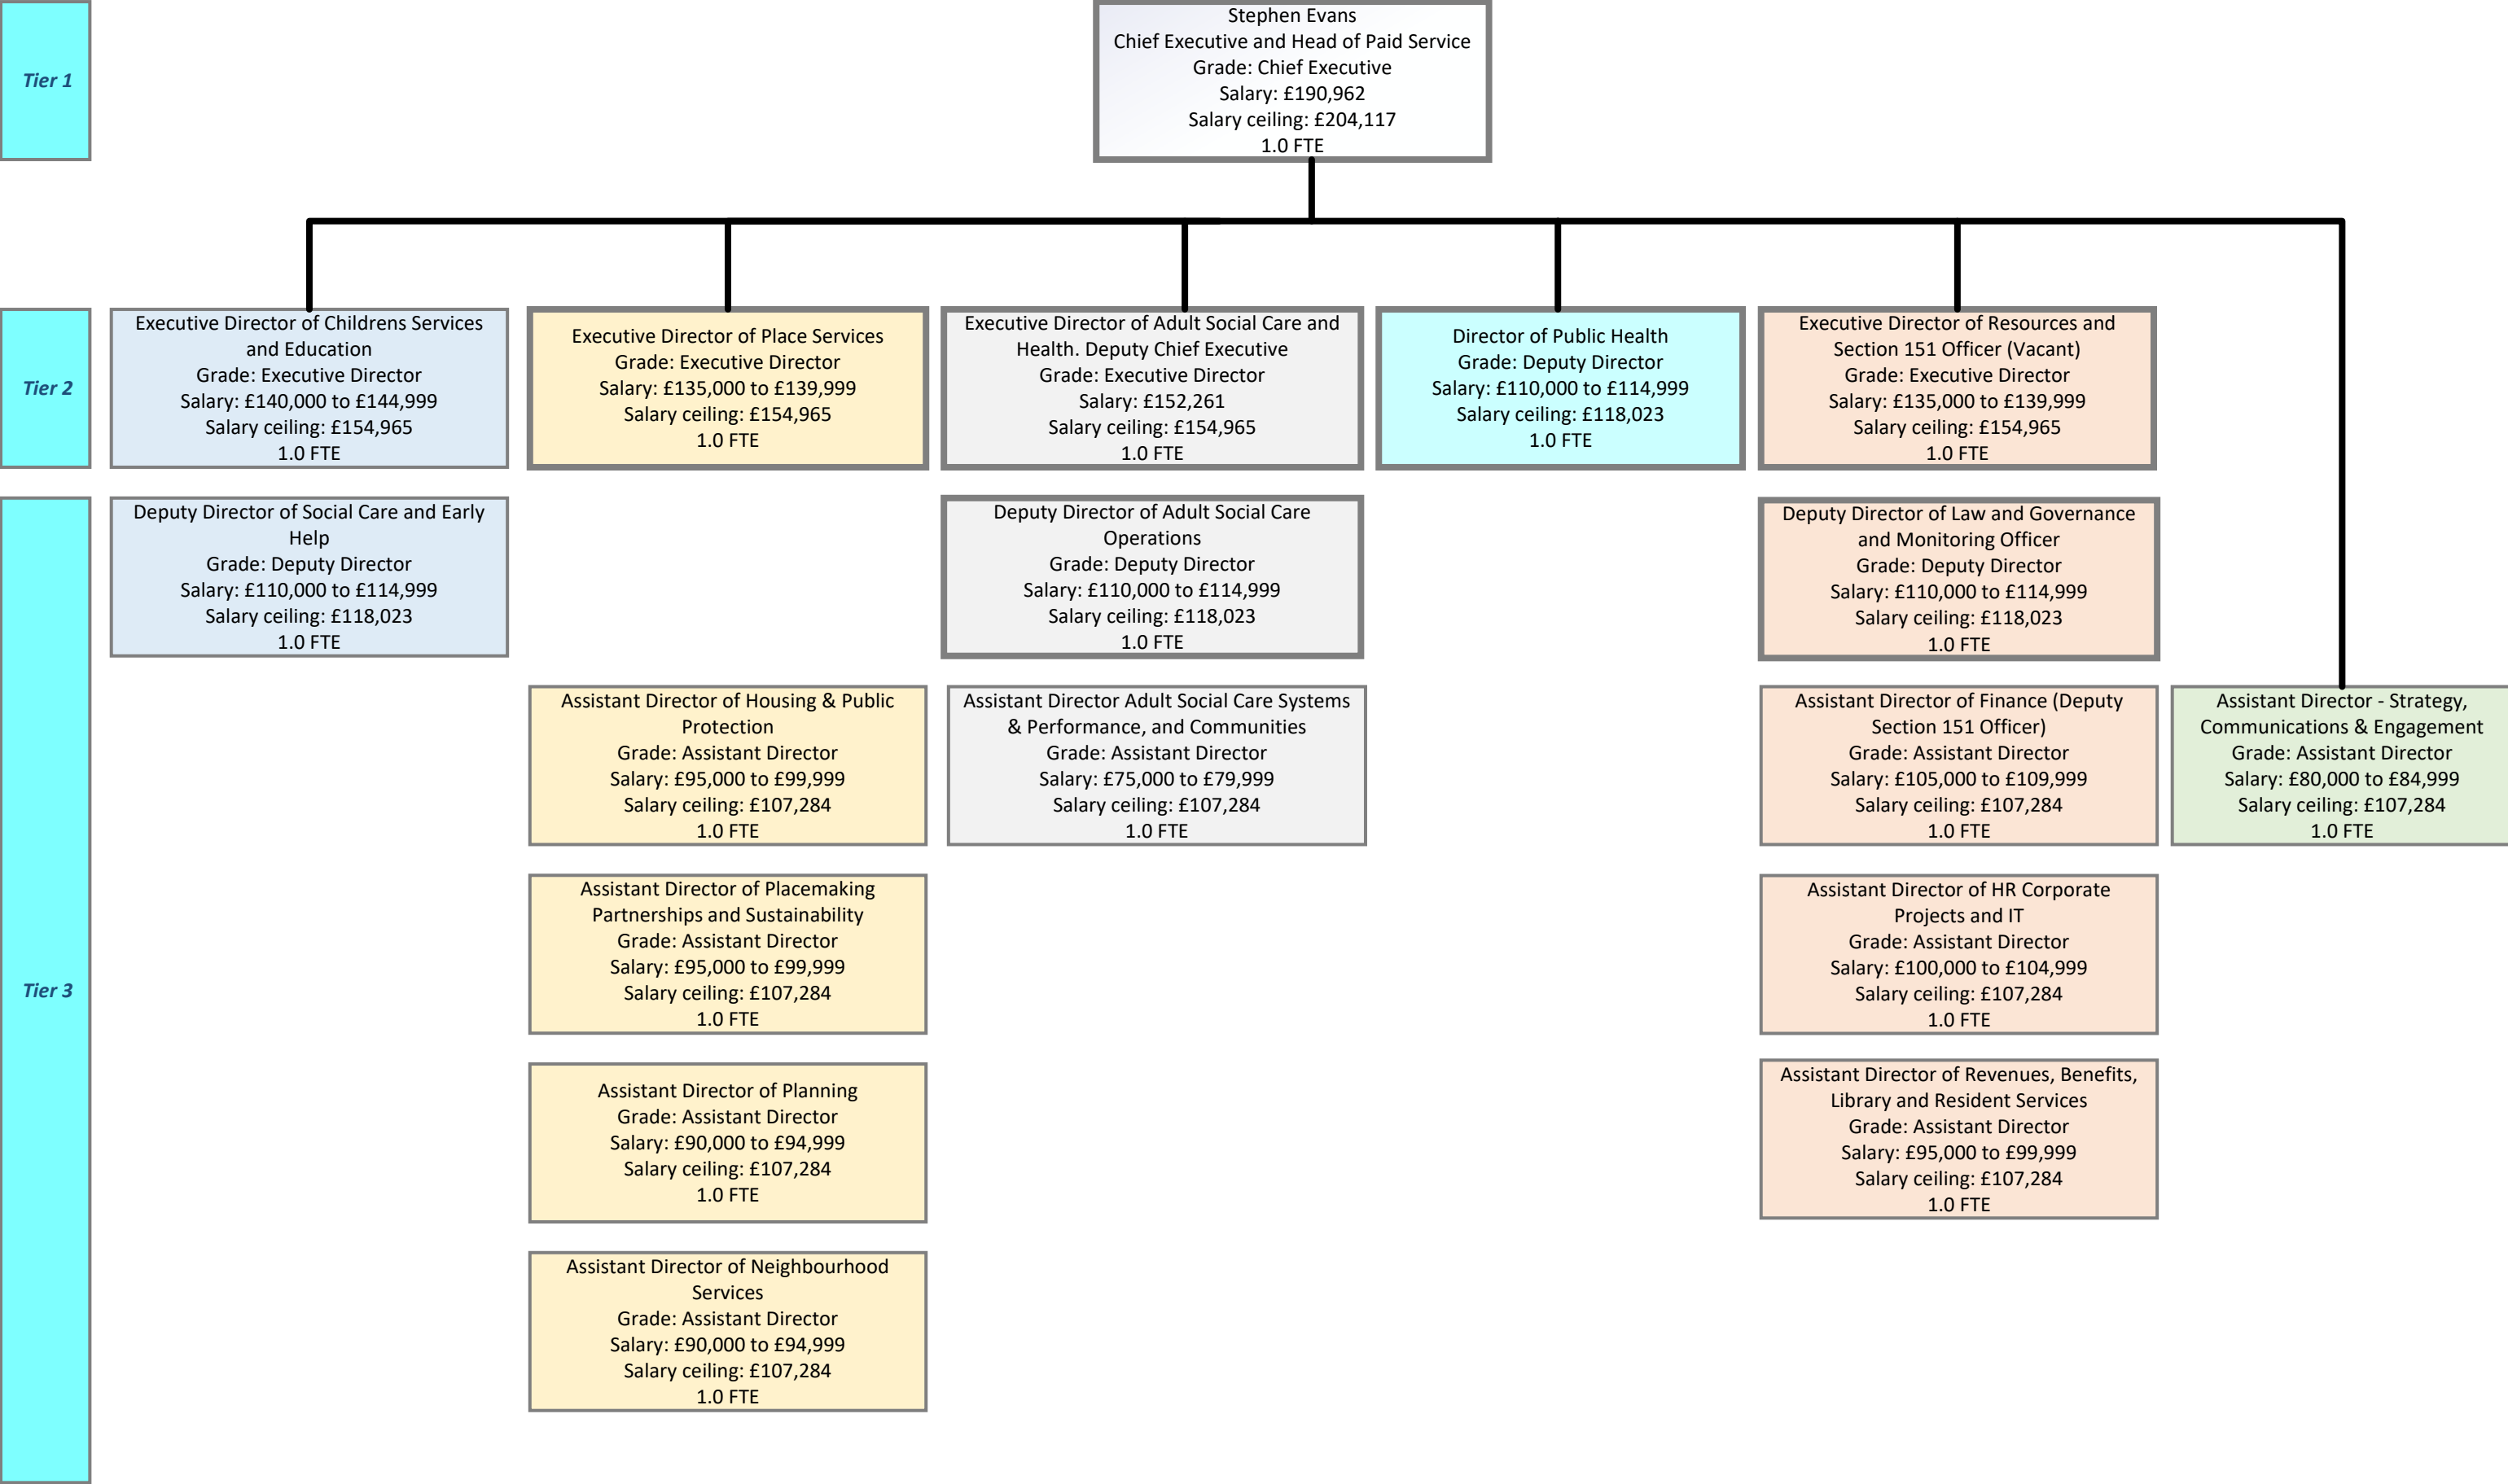 Tier 1
Stephen Evans
Chief Executive and Head of Paid Service
Grade: Chief Executive
Salary: £190,962
Salary ceiling: £204,117
1.0 FTE
Tier 2
Executive Director of Childrens Services
and Education
Grade: Executive Director
Salary: £140,000 to £144,999
Salary ceiling: £154,965
1.0 FTE
Executive Director of Place Services
Grade: Executive Director
Salary: £135,000 to £139,999
Salary ceiling: £154,965
1.0 FTE
Executive Director of Adult Social Care and
Health. Deputy Chief Executive
Grade: Executive Director
Salary: £152,261
Salary ceiling: £154,965
1.0 FTE
Director of Public Health
Grade: Deputy Director
Salary: £110,000 to £114,999
Salary ceiling: £118,023
1.0 FTE
Executive Director of Resources and
Section 151 Officer (Vacant)
Grade: Executive Director
Salary: £135,000 to £139,999
Salary ceiling: £154,965
1.0 FTE
Tier 3
Deputy Director of Social Care and Early
Help
Grade: Deputy Director
Salary: £110,000 to £114,999
Salary ceiling: £118,023
1.0 FTE
Deputy Director of Adult Social Care
Operations
Grade: Deputy Director
Salary: £110,000 to £114,999
Salary ceiling: £118,023
1.0 FTE
Deputy Director of Law and Governance
and Monitoring Officer
Grade: Deputy Director
Salary: £110,000 to £114,999
Salary ceiling: £118,023
1.0 FTE
Assistant Director of Housing & Public
Protection
Grade: Assistant Director
Salary: £95,000 to £99,999
Salary ceiling: £107,284
1.0 FTE
Assistant Director Adult Social Care Systems
& Performance, and Communities
Grade: Assistant Director
Salary: £75,000 to £79,999
Salary ceiling: £107,284
1.0 FTE
Assistant Director of Finance (Deputy
Section 151 Officer)
Grade: Assistant Director
Salary: £105,000 to £109,999
Salary ceiling: £107,284
1.0 FTE
Assistant Director - Strategy,
Communications & Engagement
Grade: Assistant Director
Salary: £80,000 to £84,999
Salary ceiling: £107,284
1.0 FTE
Assistant Director of Placemaking
Partnerships and Sustainability
Grade: Assistant Director
Salary: £95,000 to £99,999
Salary ceiling: £107,284
1.0 FTE
Assistant Director of HR Corporate
Projects and IT
Grade: Assistant Director
Salary: £100,000 to £104,999
Salary ceiling: £107,284
1.0 FTE
Assistant Director of Planning
Grade: Assistant Director
Salary: £90,000 to £94,999
Salary ceiling: £107,284
1.0 FTE
Assistant Director of Revenues, Benefits,
Library and Resident Services
Grade: Assistant Director
Salary: £95,000 to £99,999
Salary ceiling: £107,284
1.0 FTE
Assistant Director of Neighbourhood
Services
Grade: Assistant Director
Salary: £90,000 to £94,999
Salary ceiling: £107,284
1.0 FTE